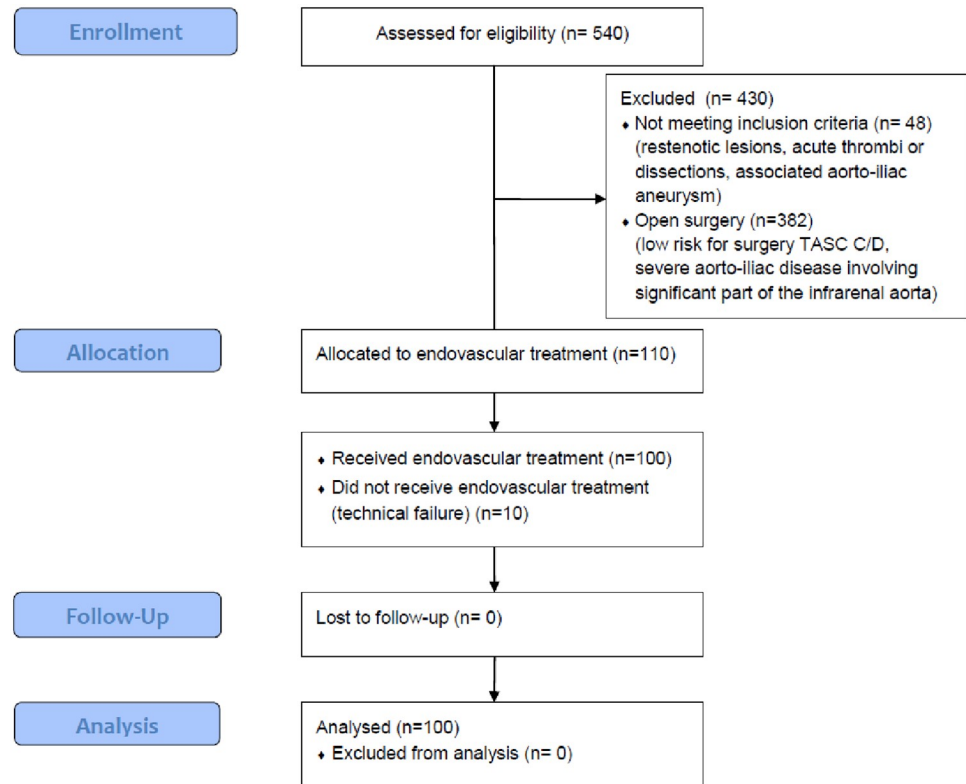 Enrollment
Assessed for eligibility (n= 540)
Excluded (n= 430)
♦ Not meeting inclusion criteria (n= 48)
(restenotic lesions, acute thrombi or
dissections, associated aorto-iliac
aneurysm)
♦ Open surgery (n=382)
(low risk for surgery TASC C/D,
severe aorto-iliac disease involving
significant part of the infrarenal aorta)
Allocation
Allocated to endovascular treatment (n=110)
♦ Received endovascular treatment (n=100)
♦ Did not receive endovascular treatment
(technical failure) (n=10)
Follow-Up
Lost to follow-up (n= 0)
Analysis
Analysed (n=100)
♦ Excluded from analysis (n= 0)